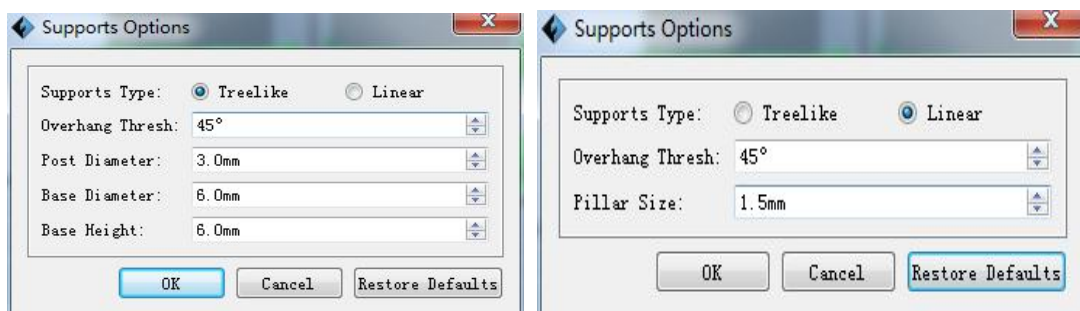 Supports Options
Supports Type: Treelike Linear
Overhang Thresh: 45°
Post Diameter: 3.0mm
Base Diameter: 6.0mm
Base Height: 6.0mm
OK Cancel Restore Defaults
Supports Options
Supports Type: Treelike Linear
Overhang Thresh: 45°
Pillar Size: 1.5mm
OK Cancel Restore Defaults